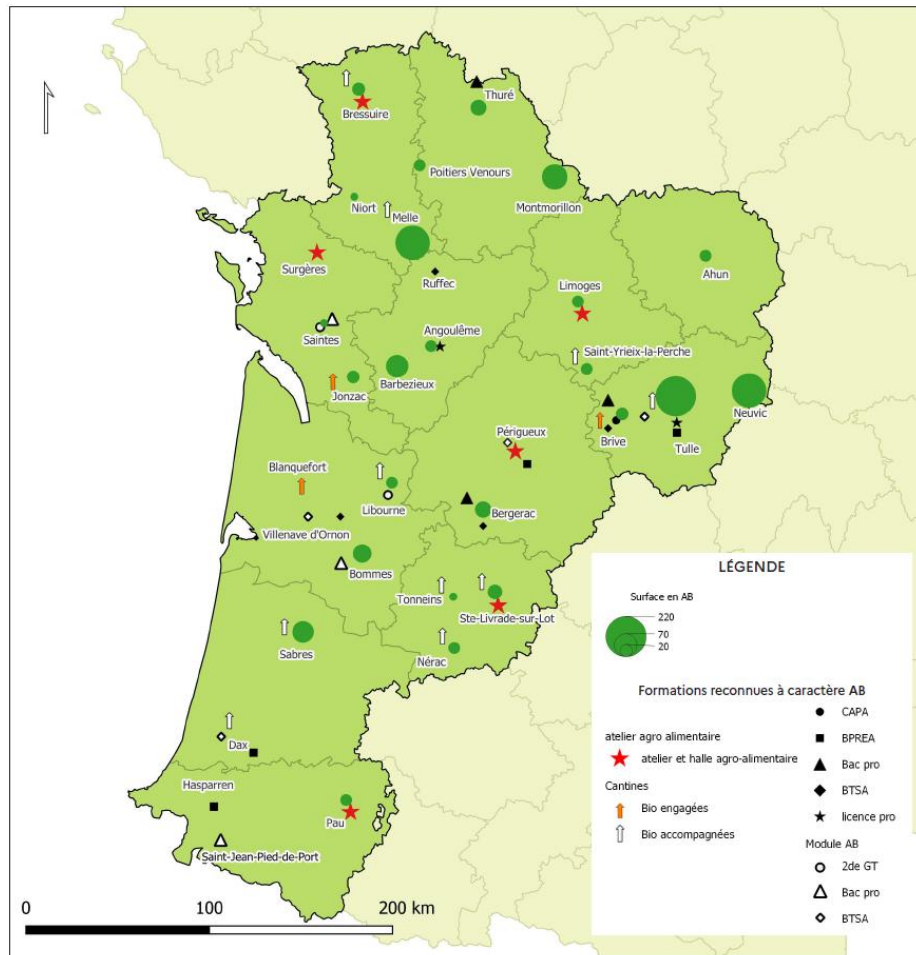 Bressuire
Thuré
Poitiers Venours
Montmorillon
Niort
Melle
Surgères
Ruffec
Ahun
Limoges
Saintes
Angoulême
Saint-Yrieix-la-Perche
Jonzac
Barbezieux
Neuvic
Brive
Tulle
Périgueux
Blanquefort
Libourne
Bergerac
Villenave d'Ornon
Bommes
Tonneins
Ste-Livrade-sur-Lot
Sabres
Nérac
Dax
Hasparren
Pau
Saint-Jean-Pied-de-Port
0 100 200 km
LÉGENDE
Surface en AB
220
70
20
Formations reconnues à caractère AB
atelier agro alimentaire
atelier et halle agro-alimentaire
Cantines
Bio engagées
Bio accompagnées
CAPA
BPREA
Bac pro
BTSA
licence pro
Module AB
2de GT
Bac pro
BTSA